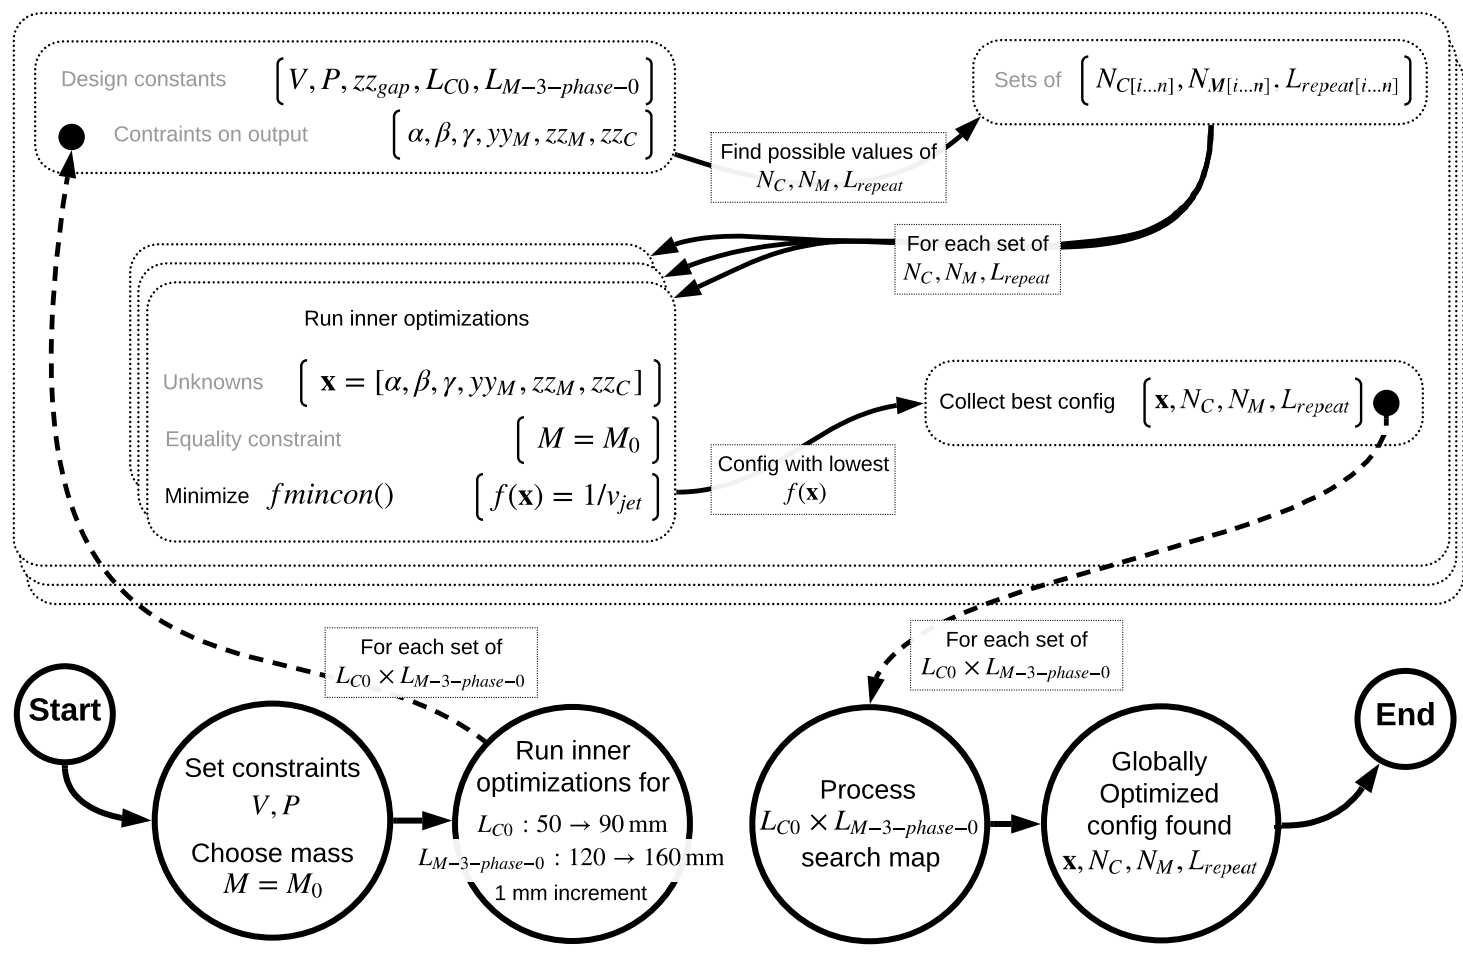 Design constants [V, P, zz_gap, L_C0, L_M−3−phase−0]
Contraints on output [α, β, γ, yy_M, zz_M, zz_C]
Sets of [N_C[i...n], N_M[i...n], L_repeat[i...n]]
Find possible values of
N_C, N_M, L_repeat
For each set of
N_C, N_M, L_repeat
Run inner optimizations
Unknowns [x = [α, β, γ, yy_M, zz_M, zz_C]]
Equality constraint [M = M_0]
Minimize fmincon() [f(x) = 1/v_jet]
Config with lowest
f(x)
Collect best config [x, N_C, N_M, L_repeat]
For each set of
L_C0 × L_M−3−phase−0
For each set of
L_C0 × L_M−3−phase−0
Start
Set constraints
V, P
Choose mass
M = M_0
Run inner
optimizations for
L_C0 : 50 → 90 mm
L_M−3−phase−0 : 120 → 160 mm
1 mm increment
Process
L_C0 × L_M−3−phase−0
search map
Globally
Optimized
config found
x, N_C, N_M, L_repeat
End